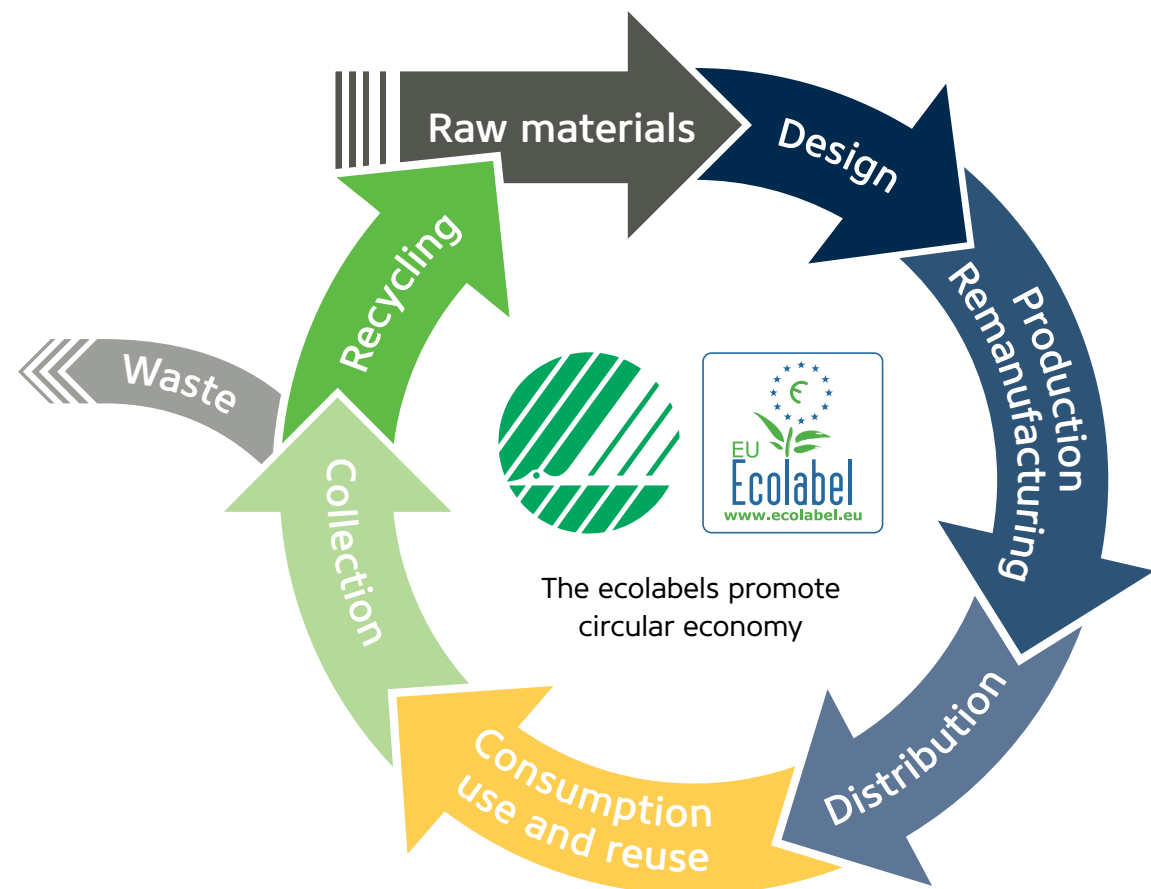 Raw materials
Design
Production
Remanufacturing
Distribution
Consumption
use and reuse
Collection
Recycling
Waste
EU
Ecolabel
www.ecolabel.eu
The ecolabels promote
circular economy